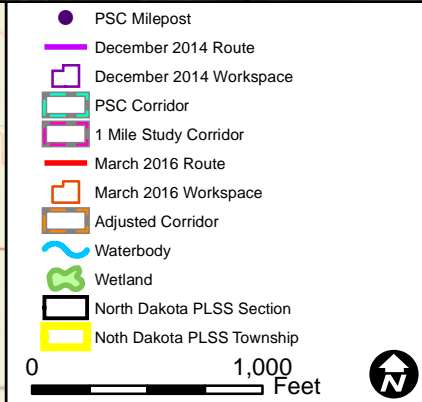 PSC Milepost
December 2014 Route
December 2014 Workspace
PSC Corridor
1 Mile Study Corridor
March 2016 Route
March 2016 Workspace
Adjusted Corridor
Waterbody
Wetland
North Dakota PLSS Section
Noth Dakota PLSS Township
0 1,000
Feet
N